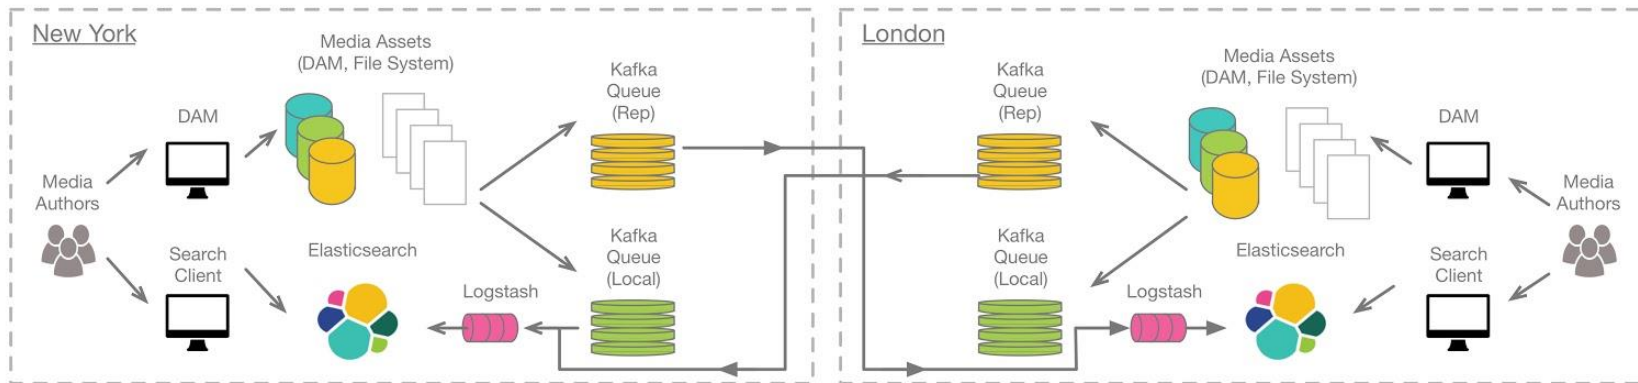 New York
Media Assets
(DAM, File System)
Kafka
Queue
(Rep)
DAM
Media
Authors
Search
Client
Elasticsearch
Logstash
Kafka
Queue
(Local)
London
Kafka
Queue
(Rep)
Media Assets
(DAM, File System)
DAM
Media
Authors
Kafka
Queue
(Local)
Logstash
Elasticsearch
Search
Client